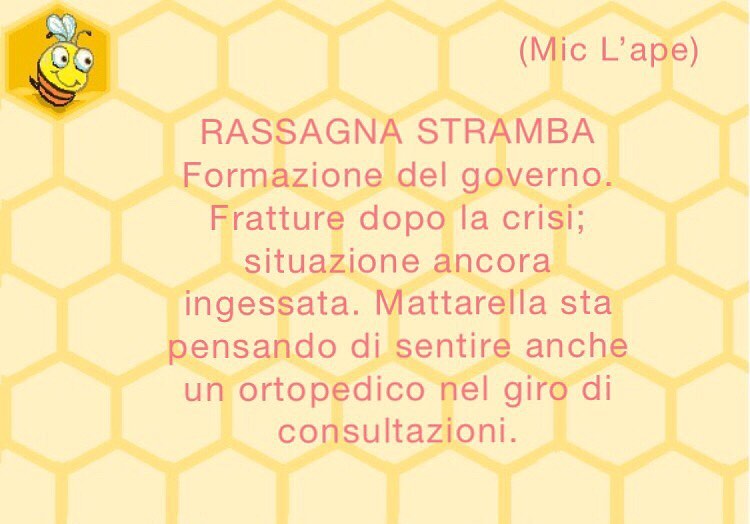 (Mic L’ape)
RASSAGNA STRAMBA
Formazione del governo.
Fratture dopo la crisi;
situazione ancora
ingessata. Mattarella sta
pensando di sentire anche
un ortopedico nel giro di
consultazioni.